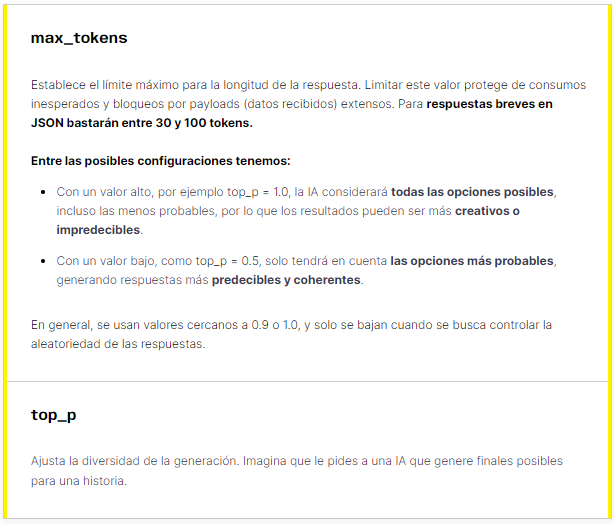 max_tokens
Establece el límite máximo para la longitud de la respuesta. Limitar este valor protege de consumos
inesperados y bloqueos por payloads (datos recibidos) extensos. Para respuestas breves en
JSON bastarán entre 30 y 100 tokens.
Entre las posibles configuraciones tenemos:
• Con un valor alto, por ejemplo top_p = 1.0, la IA considerará todas las opciones posibles,
incluso las menos probables, por lo que los resultados pueden ser más creativos o
impredecibles.
• Con un valor bajo, como top_p = 0.5, solo tendrá en cuenta las opciones más probables,
generando respuestas más predecibles y coherentes.
En general, se usan valores cercanos a 0.9 o 1.0, y solo se bajan cuando se busca controlar la
aleatoriedad de las respuestas.
top_p
Ajusta la diversidad de la generación. Imagina que le pides a una IA que genere finales posibles
para una historia.